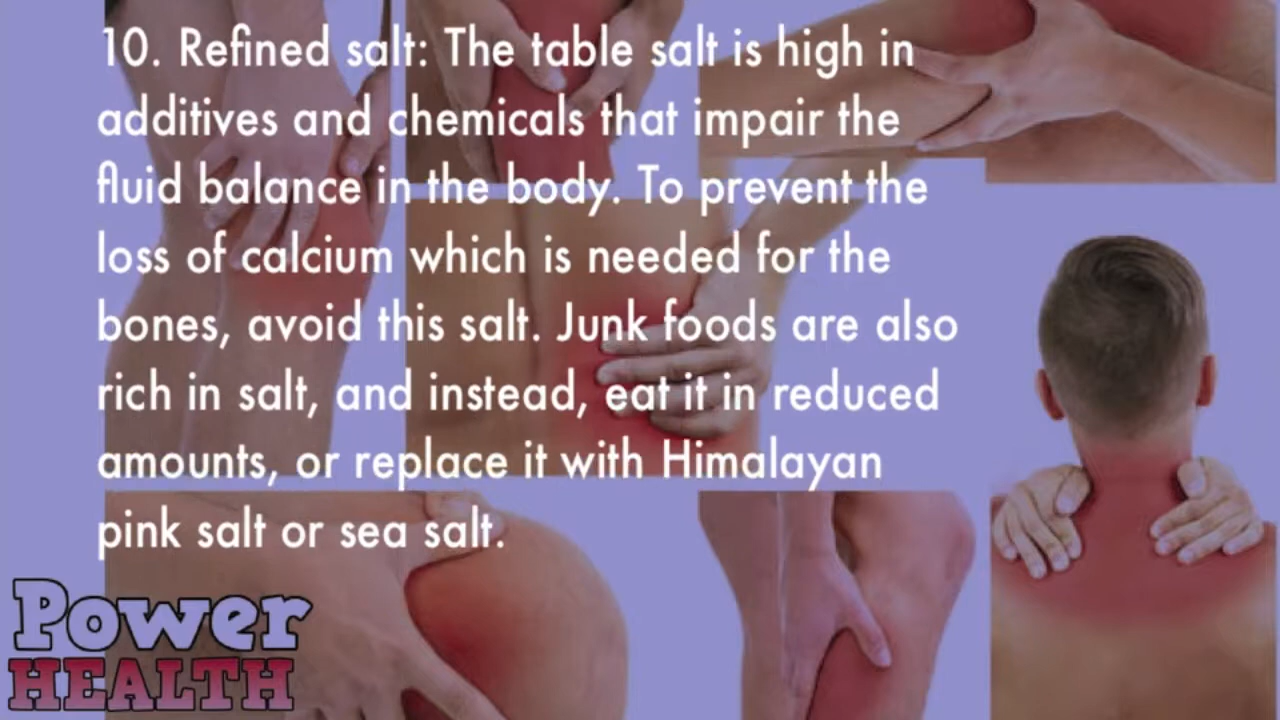 10. Refined salt: The table salt is high in
additives and chemicals that impair the
fluid balance in the body. To prevent the
loss of calcium which is needed for the
bones, avoid this salt. Junk foods are also
rich in salt, and instead, eat it in reduced
amounts, or replace it with Himalayan
pink salt or sea salt.
Power
HEALTH